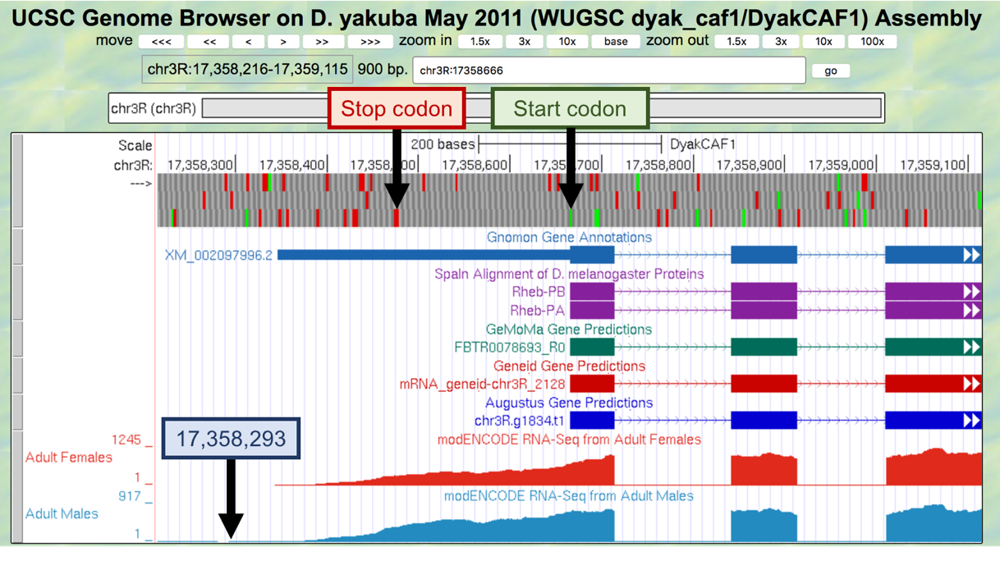 UCSC Genome Browser on D. yakuba May 2011 (WUGSC dyak_caf1/DyakCAF1) Assembly
move <<< << < > >> >>> zoom in 1.5x 3x 10x base zoom out 1.5x 3x 10x 100x
chr3R:17,358,216-17,359,115 900 bp. chr3R:17358666 go
Stop codon Start codon
chr3R (chr3R)
Scale 200 bases DyakCAF1
chr3R: 17,358,300 17,358,400 17,358,500 17,358,600 17,358,700 17,358,800 17,358,900 17,359,000 17,359,100
--->
Gnomon Gene Annotations
XM_002097996.2
Spaln Alignment of D. melanogaster Proteins
Rheb-PB
Rheb-PA
GeMoMa Gene Predictions
FBTR0078693_R0
Geneid Gene Predictions
mRNA_geneid-chr3R_2128
Augustus Gene Predictions
chr3R.g1834.t1
17,358,293
modENCODE RNA-Seq from Adult Females
1245 _
Adult Females
1 _
modENCODE RNA-Seq from Adult Males
917 _
Adult Males
1 _